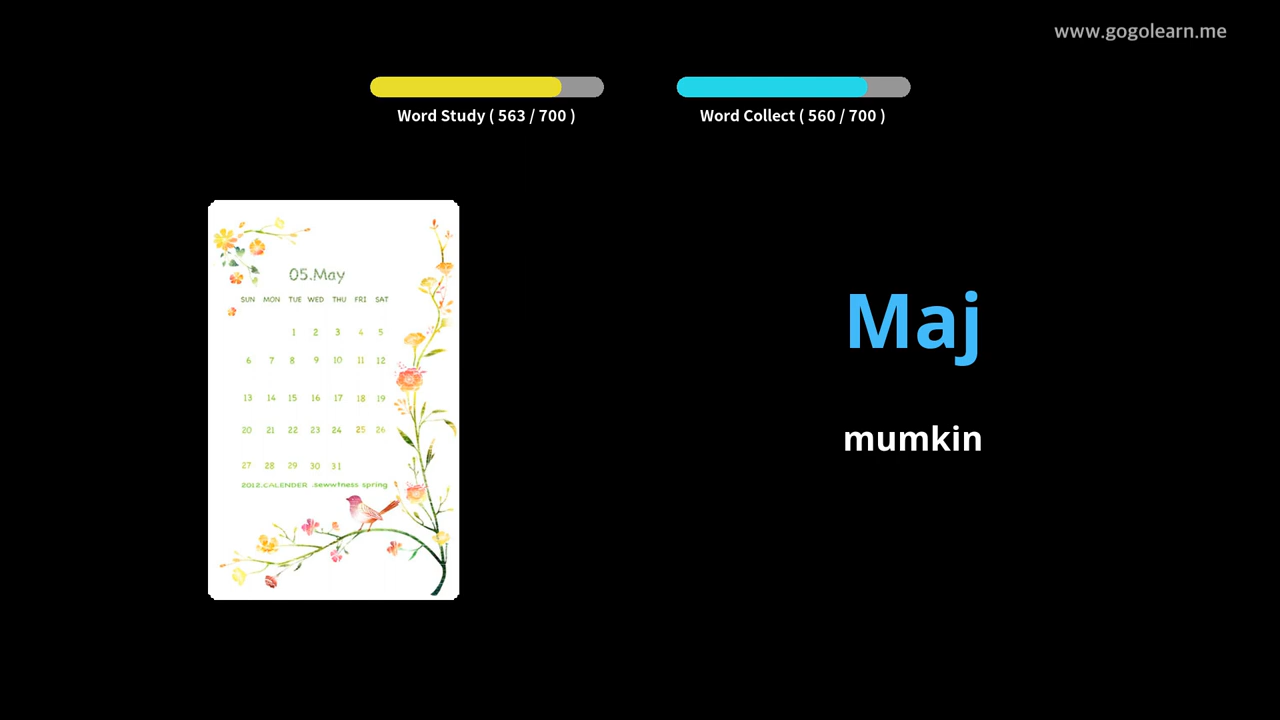 www.gogolearn.me
Word Study ( 563 / 700 )
Word Collect ( 560 / 700 )
05.May
SUN MON TUE WED THU FRI SAT
1 2 3 4 5
6 7 8 9 10 11 12
13 14 15 16 17 18 19
20 21 22 23 24 25 26
27 28 29 30 31
2012.CALENDER .sewwtness spring
Maj
mumkin